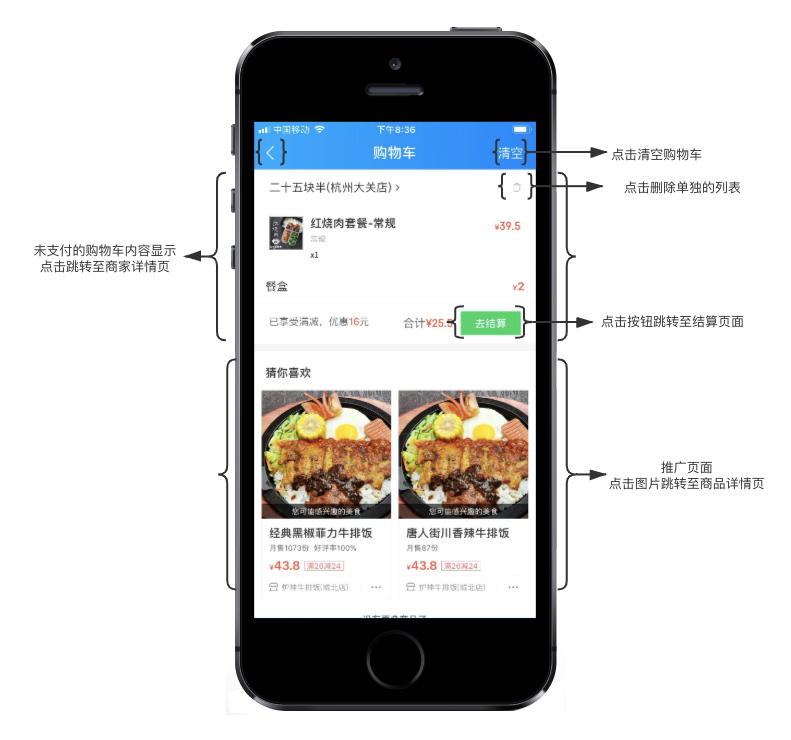 中国移动
下午8:36
购物车
清空
点击清空购物车
二十五块半(杭州大关店)
点击删除单独的列表
红烧肉套餐-常规
¥39.5
常规
x1
未支付的购物车内容显示
点击跳转至商家详情页
餐盒
¥2
已享受满减，优惠16元
合计¥25.5
去结算
点击按钮跳转至结算页面
猜你喜欢
您可能感兴趣的美食
您可能感兴趣的美食
推广页面
点击图片跳转至商品详情页
经典黑椒菲力牛排饭
唐人街川香辣牛排饭
月售1073份 好评率100%
月售87份
¥43.8 满26减24
¥43.8 满26减24
炉神牛排饭(城北店)
炉神牛排饭(城北店)